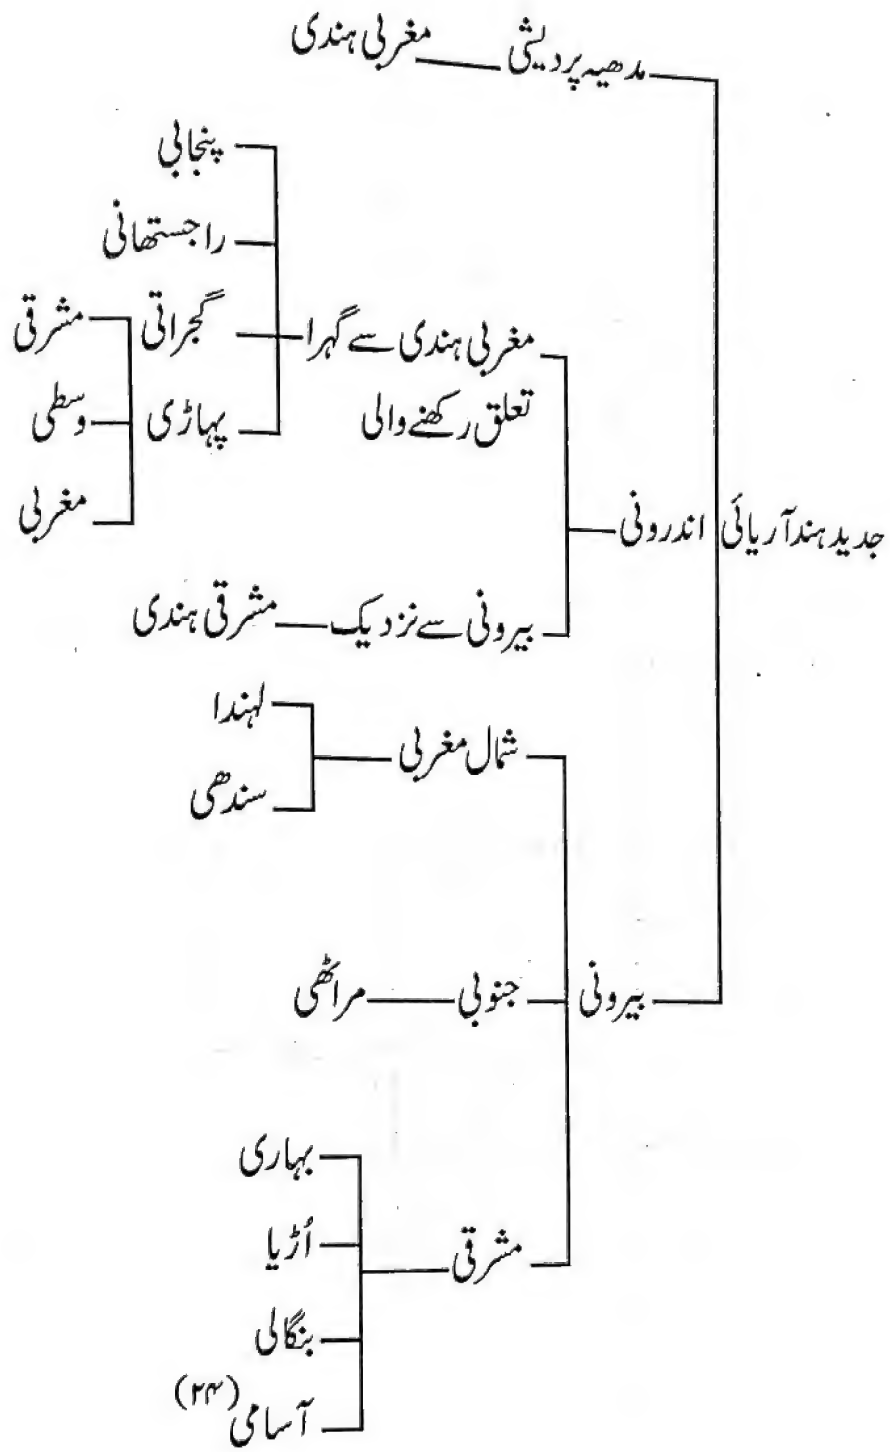 مدھیہ پردیشی مغربی ہندی
پنجابی
راجستھانی
مغربی ہندی سے گہرا گجراتی مشرقی
تعلق رکھنے والی پہاڑی وسطی
مغربی
جدید ہند آریائی اندرونی
بیرونی سے نزدیک مشرقی ہندی
لہندا
شمال مغربی
سندھی
بیرونی جنوبی مراٹھی
بہاری
اُڑیا
مشرقی
بنگالی
آسامی (۲۴)